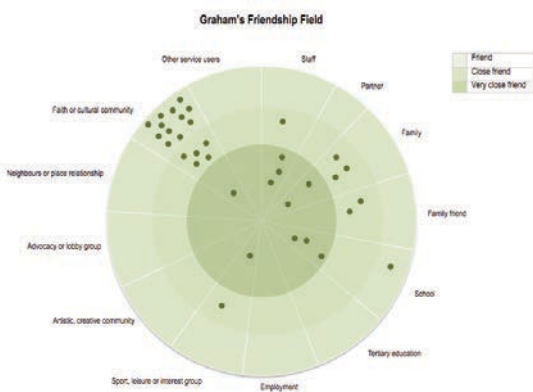 Graham's Friendship Field
Other service users
Staff
Partner
Family
Family friend
School
Tertiary education
Employment
Sport, leisure or interest group
Artistic, creative community
Advocacy or lobby group
Neighbours or place relationship
Faith or cultural community
Friend
Close friend
Very close friend